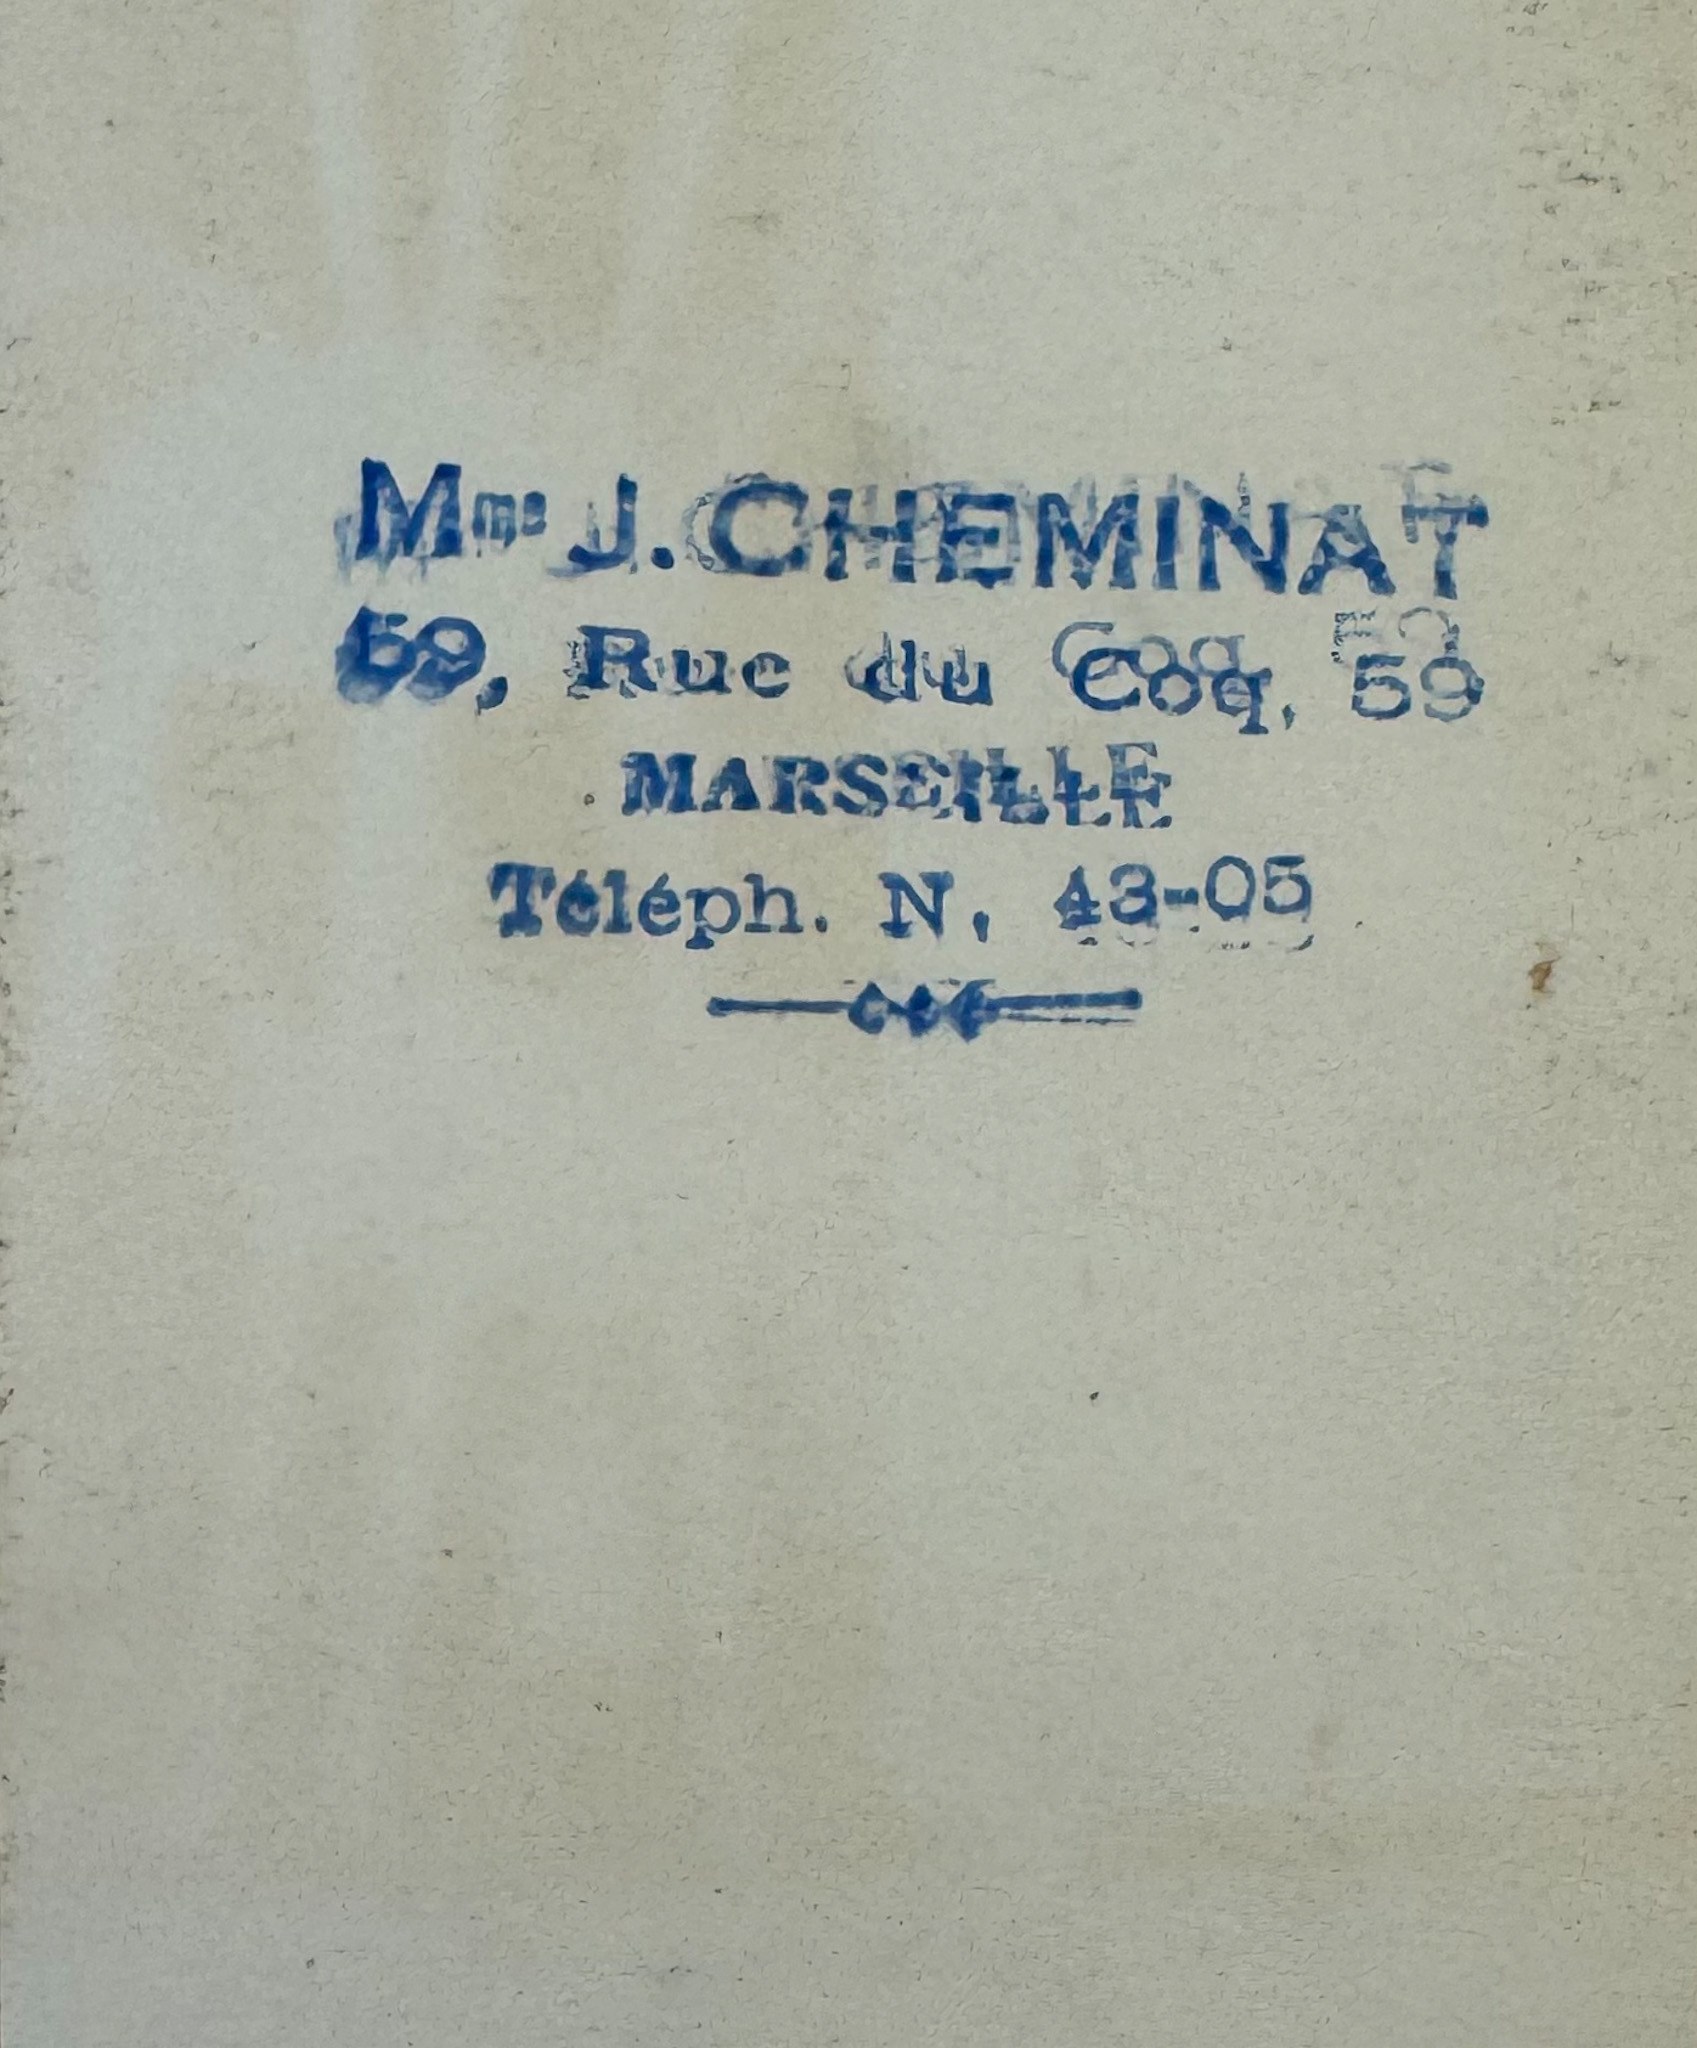 Mme J. CHEMINAT
59, Rue du Coq, 59
MARSEILLE
Téléph. N. 43-05